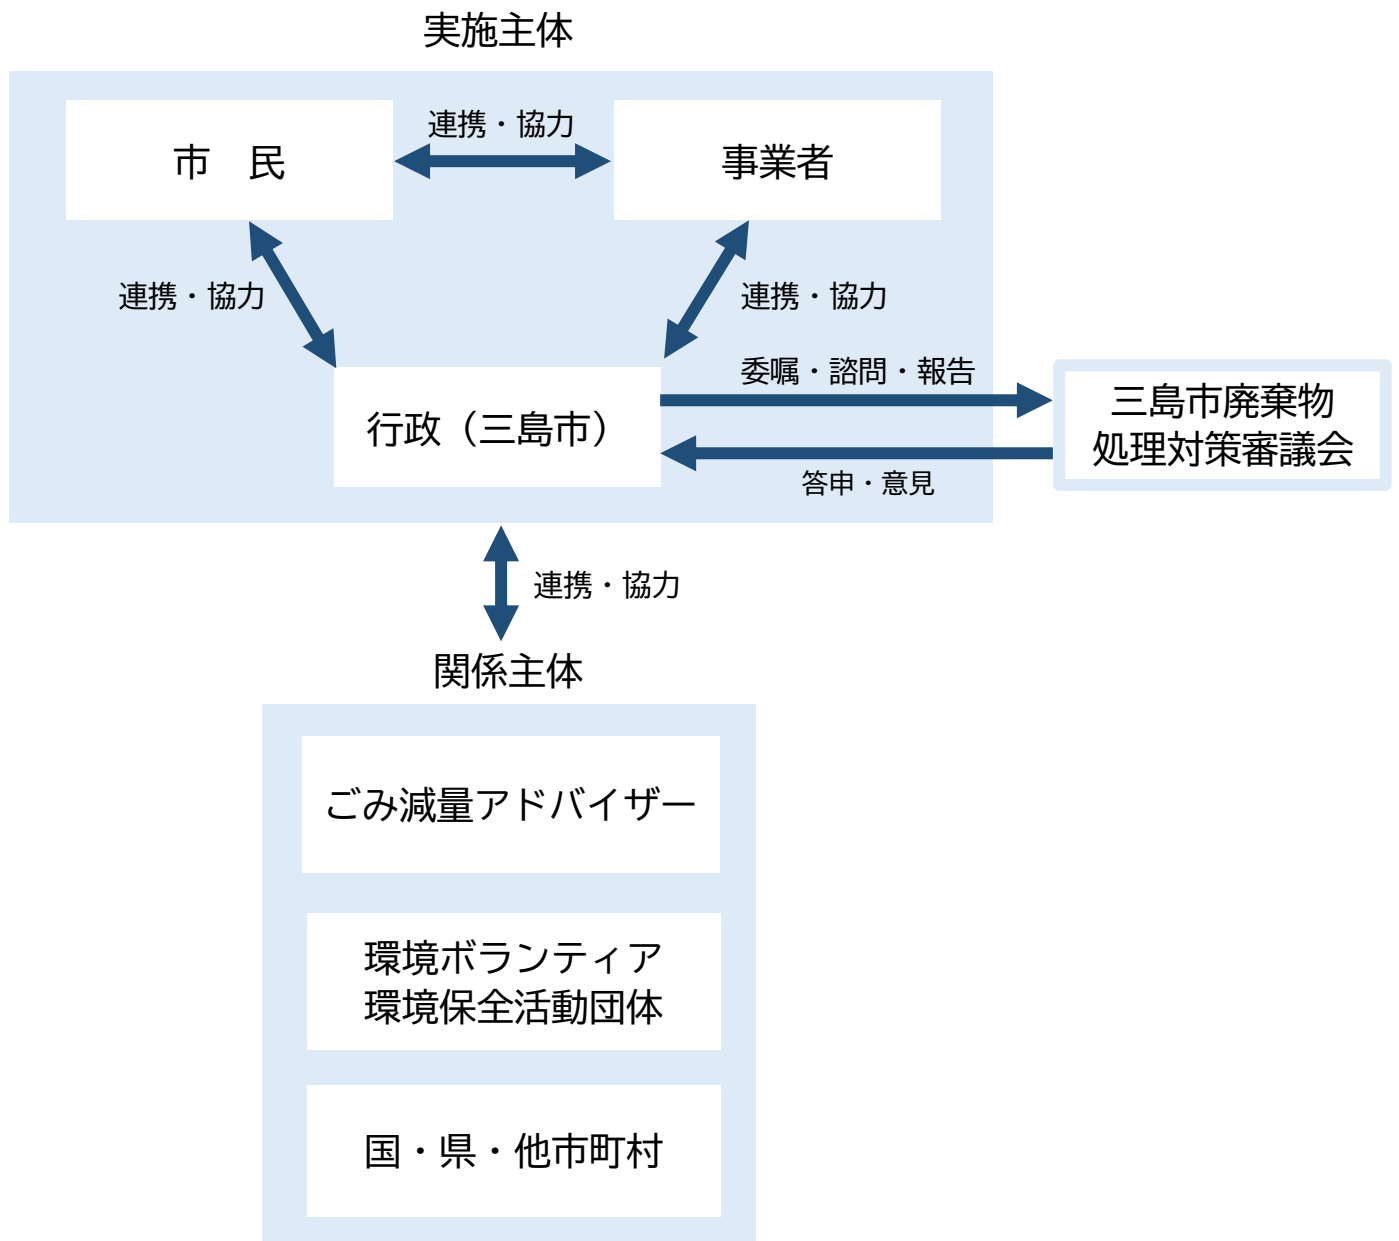 実施主体
市　民
連携・協力
事業者
連携・協力
連携・協力
委嘱・諮問・報告
三島市廃棄物
処理対策審議会
行政（三島市）
答申・意見
連携・協力
関係主体
ごみ減量アドバイザー
環境ボランティア
環境保全活動団体
国・県・他市町村